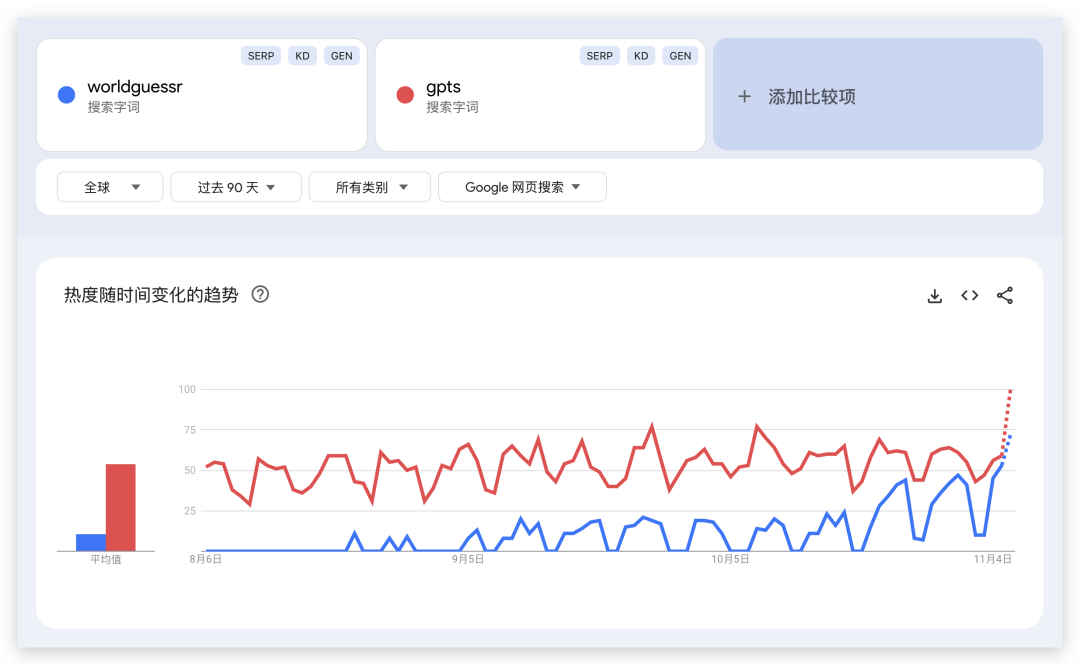 SERP KD GEN
worldguessr
搜索字词
SERP KD GEN
gpts
搜索字词
+ 添加比较项
全球
过去 90 天
所有类别
Google 网页搜索
热度随时间变化的趋势
100
75
50
25
平均值
8月6日
9月5日
10月5日
11月4日